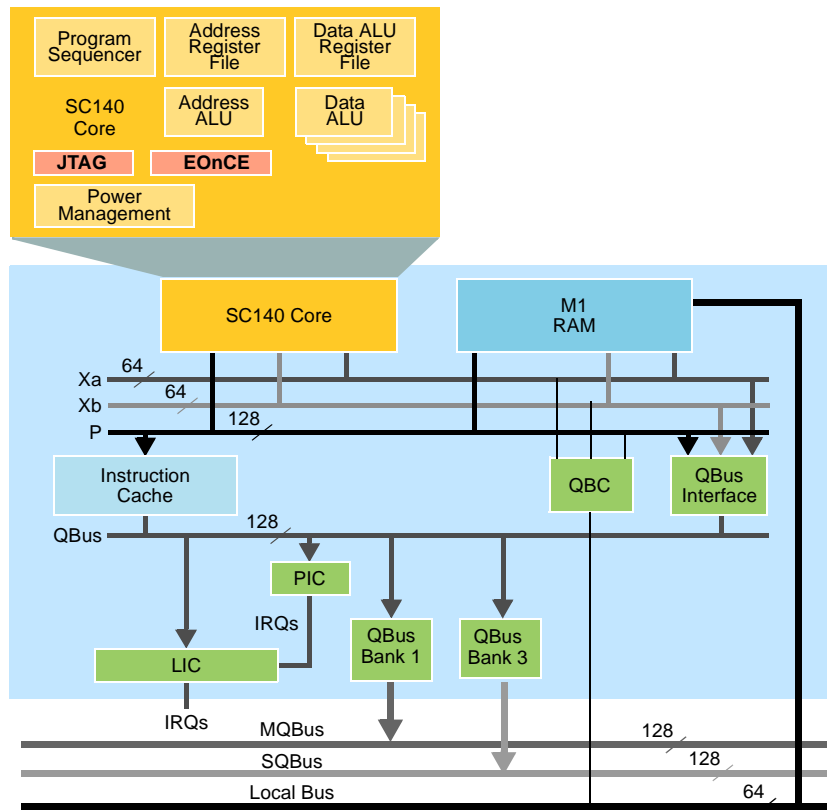 Program
Sequencer
Address
Register
File
Data ALU
Register
File
SC140
Core
Address
ALU
Data
ALU
JTAG
EOnCE
Power
Management
SC140 Core
M1
RAM
Xa
64
Xb
64
P
128
Instruction
Cache
QBC
QBus
Interface
QBus
128
PIC
IRQs
QBus
Bank 1
QBus
Bank 3
LIC
IRQs
MQBus
128
SQBus
128
Local Bus
64